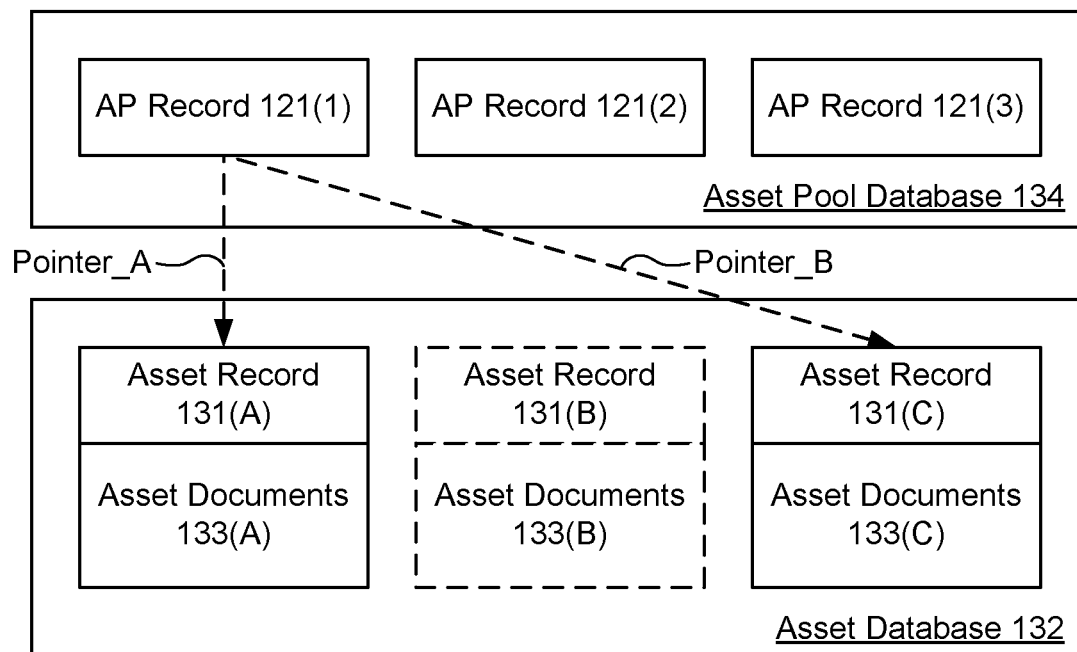 AP Record 121(1)
AP Record 121(2)
AP Record 121(3)
Asset Pool Database 134
Pointer_A
Pointer_B
Asset Record
131(A)
Asset Record
131(B)
Asset Record
131(C)
Asset Documents
133(A)
Asset Documents
133(B)
Asset Documents
133(C)
Asset Database 132